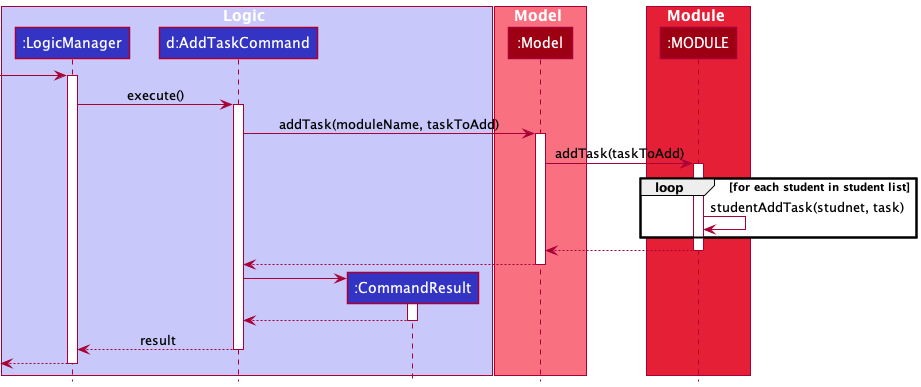 Logic
Model
Module
:LogicManager
d:AddTaskCommand
:Model
:MODULE
execute()
addTask(moduleName, taskToAdd)
addTask(taskToAdd)
loop
[for each student in student list]
studentAddTask(studnet, task)
:CommandResult
result